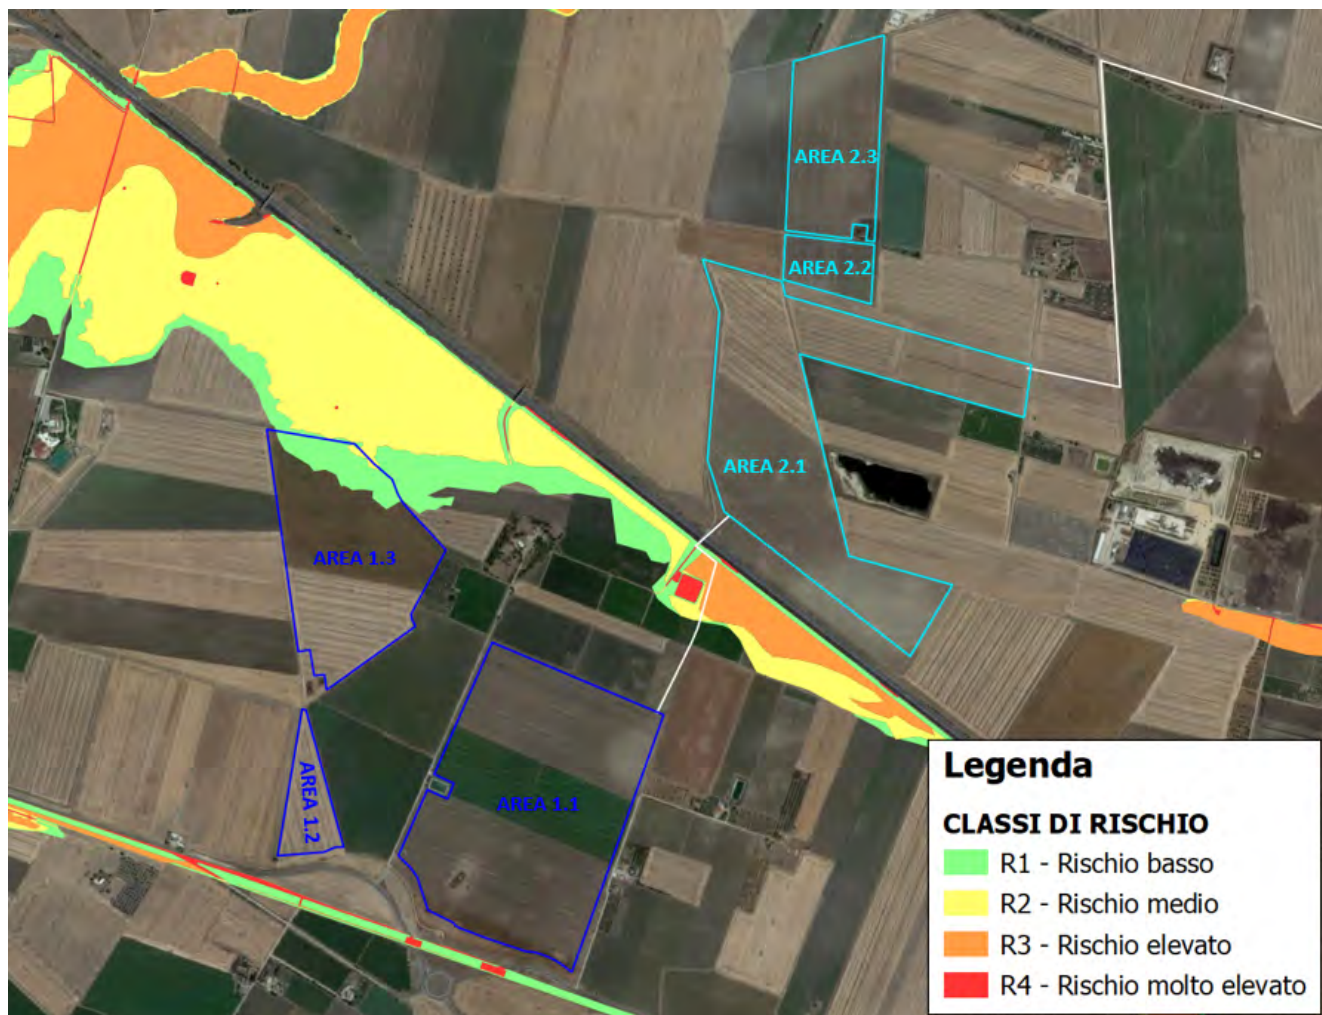 AREA 2.3
AREA 2.2
AREA 2.1
AREA 1.3
AREA 1.2
AREA 1.1
Legenda
CLASSI DI RISCHIO
R1 - Rischio basso
R2 - Rischio medio
R3 - Rischio elevato
R4 - Rischio molto elevato